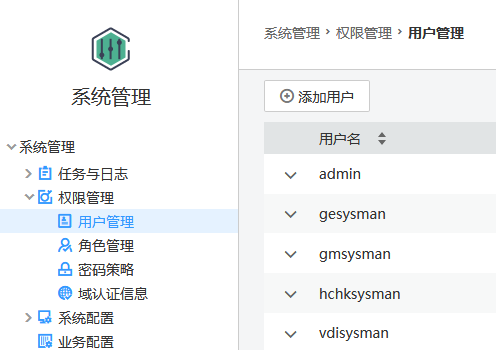 系统管理
系统管理
任务与日志
权限管理
用户管理
角色管理
密码策略
域认证信息
系统配置
业务配置
系统管理 › 权限管理 › 用户管理
添加用户
用户名
admin
gesysman
gmsysman
hchksysman
vdisysman